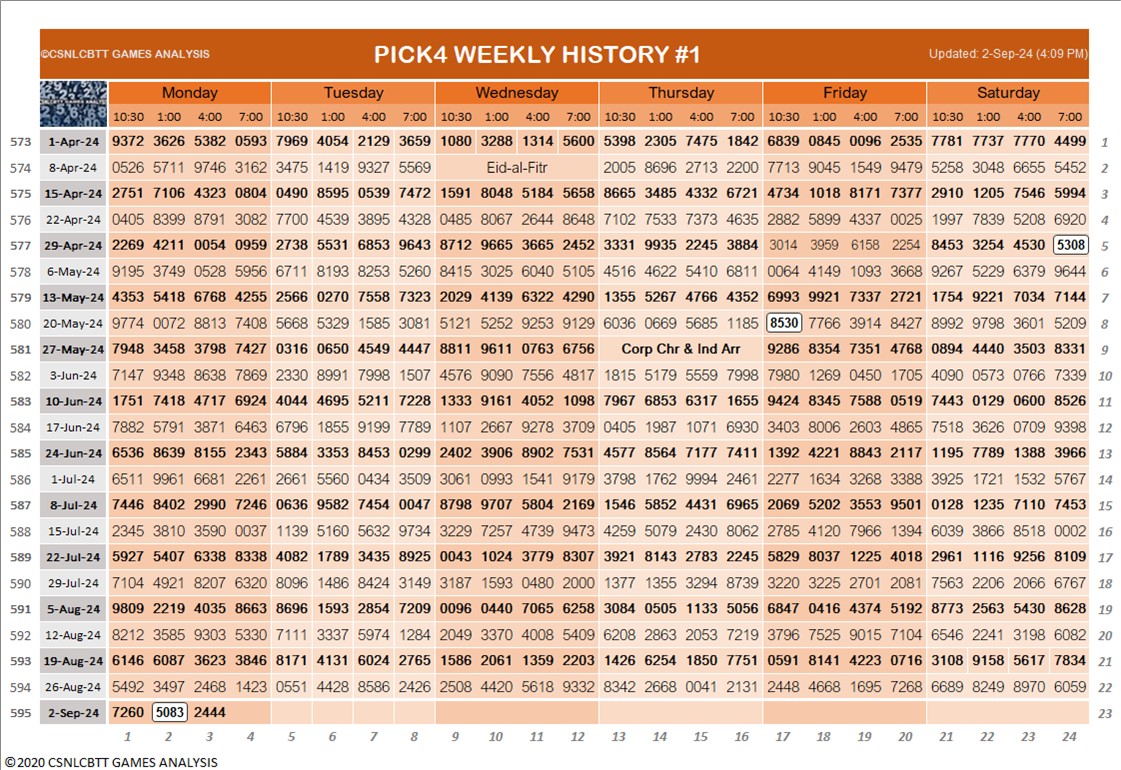 ©CSNLCBTT GAMES ANALYSIS PICK4 WEEKLY HISTORY #1 Updated: 2-Sep-24 (4:09 PM)
Monday Tuesday Wednesday Thursday Friday Saturday
10:30 1:00 4:00 7:00 10:30 1:00 4:00 7:00 10:30 1:00 4:00 7:00 10:30 1:00 4:00 7:00 10:30 1:00 4:00 7:00 10:30 1:00 4:00 7:00
573 1-Apr-24 9372 3626 5382 0593 7969 4054 2129 3659 1080 3288 1314 5600 5398 2305 7475 1842 6839 0845 0096 2535 7781 7737 7770 4499 1
574 8-Apr-24 0526 5711 9746 3162 3475 1419 9327 5569 Eid-al-Fitr 2005 8696 2713 2200 7713 9045 1549 9479 5258 3048 6655 5452 2
575 15-Apr-24 2751 7106 4323 0804 0490 8595 0539 7472 1591 8048 5184 5658 8665 3485 4332 6721 4734 1018 8171 7377 2910 1205 7546 5994 3
576 22-Apr-24 0405 8399 8791 3082 7700 4539 3895 4328 0485 8067 2644 8648 7102 7533 7373 4635 2882 5899 4337 0025 1997 7839 5208 6920 4
577 29-Apr-24 2269 4211 0054 0959 2738 5531 6853 9643 8712 9665 3665 2452 3331 9935 2245 3884 3014 3959 6158 2254 8453 3254 4530 5308 5
578 6-May-24 9195 3749 0528 5956 6711 8193 8253 5260 8415 3025 6040 5105 4516 4622 5410 6811 0064 4149 1093 3668 9267 5229 6379 9644 6
579 13-May-24 4353 5418 6768 4255 2566 0270 7558 7323 2029 4139 6322 4290 1355 5267 4766 4352 6993 9921 7337 2721 1754 9221 7034 7144 7
580 20-May-24 9774 0072 8813 7408 5668 5329 1585 3081 5121 5252 9253 9129 6036 0669 5685 1185 8530 7766 3914 8427 8992 9798 3601 5209 8
581 27-May-24 7948 3458 3798 7427 0316 0650 4549 4447 8811 9611 0763 6756 Corp Chr & Ind Arr 9286 8354 7351 4768 0894 4440 3503 8331 9
582 3-Jun-24 7147 9348 8638 7869 2330 8991 7998 1507 4576 9090 7556 4817 1815 5179 5559 7998 7980 1269 0450 1705 4090 0573 0766 7339 10
583 10-Jun-24 1751 7418 4717 6924 4044 4695 5211 7228 1333 9161 4052 1098 7967 6853 6317 1655 9424 8345 7588 0519 7443 0129 0600 8526 11
584 17-Jun-24 7882 5791 3871 6463 6796 1855 9199 7789 1107 2667 9278 3709 0405 1987 1071 6930 3403 8006 2603 4865 7518 3626 0709 9398 12
585 24-Jun-24 6536 8639 8155 2343 5884 3353 8453 0299 2402 3906 8902 7531 4577 8564 7177 7411 1392 4221 8843 2117 1195 7789 1388 3966 13
586 1-Jul-24 6511 9961 6681 2261 2661 5560 0434 3509 3061 0993 1541 9179 3798 1762 9994 2461 2277 1634 3268 3388 3925 1721 1532 5767 14
587 8-Jul-24 7446 8402 2990 7246 0636 9582 7454 0047 8798 9707 5804 2169 1546 5852 4431 6965 2069 5202 3553 9501 0128 1235 7110 7453 15
588 15-Jul-24 2345 3810 3590 0037 1139 5160 5632 9734 3229 7257 4739 9473 4259 5079 2430 8062 2785 4120 7966 1394 6039 3866 8518 0002 16
589 22-Jul-24 5927 5407 6338 8338 4082 1789 3435 8925 0043 1024 3779 8307 3921 8143 2783 2245 5829 8037 1225 4018 2961 1116 9256 8109 17
590 29-Jul-24 7104 4921 8207 6320 8096 1486 8424 3149 3187 1593 0480 2000 1377 1355 3294 8739 3220 3225 2701 2081 7563 2206 2066 6767 18
591 5-Aug-24 9809 2219 4035 8663 8696 1593 2854 7209 0096 0440 7065 6258 3084 0505 1133 5056 6847 0416 4374 5192 8773 2563 5430 8628 19
592 12-Aug-24 8212 3585 9303 5330 7111 3337 5974 1284 2049 3370 4008 5409 6208 2863 2053 7219 3796 7525 9015 7104 6546 2241 3198 6082 20
593 19-Aug-24 6146 6087 3623 3846 8171 4131 6024 2765 1586 2061 1359 2203 1426 6254 1850 7751 0591 8141 4223 0716 3108 9158 5617 7834 21
594 26-Aug-24 5492 3497 2468 1423 0551 4428 8586 2426 2508 4420 5618 9332 8342 2668 0041 2131 2448 4668 1695 7268 6689 8249 8970 6059 22
595 2-Sep-24 7260 5083 2444 23
1 2 3 4 5 6 7 8 9 10 11 12 13 14 15 16 17 18 19 20 21 22 23 24
©2020 CSNLCBTT GAMES ANALYSIS